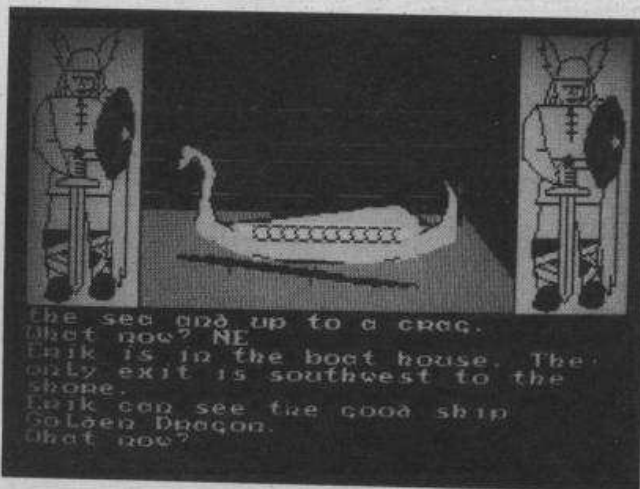 the sea and up to a crag.
What now? NE
Erik is in the boat house. The
only exit is southwest to the
shore.
Erik can see the good ship
Golden Dragon.
What now?